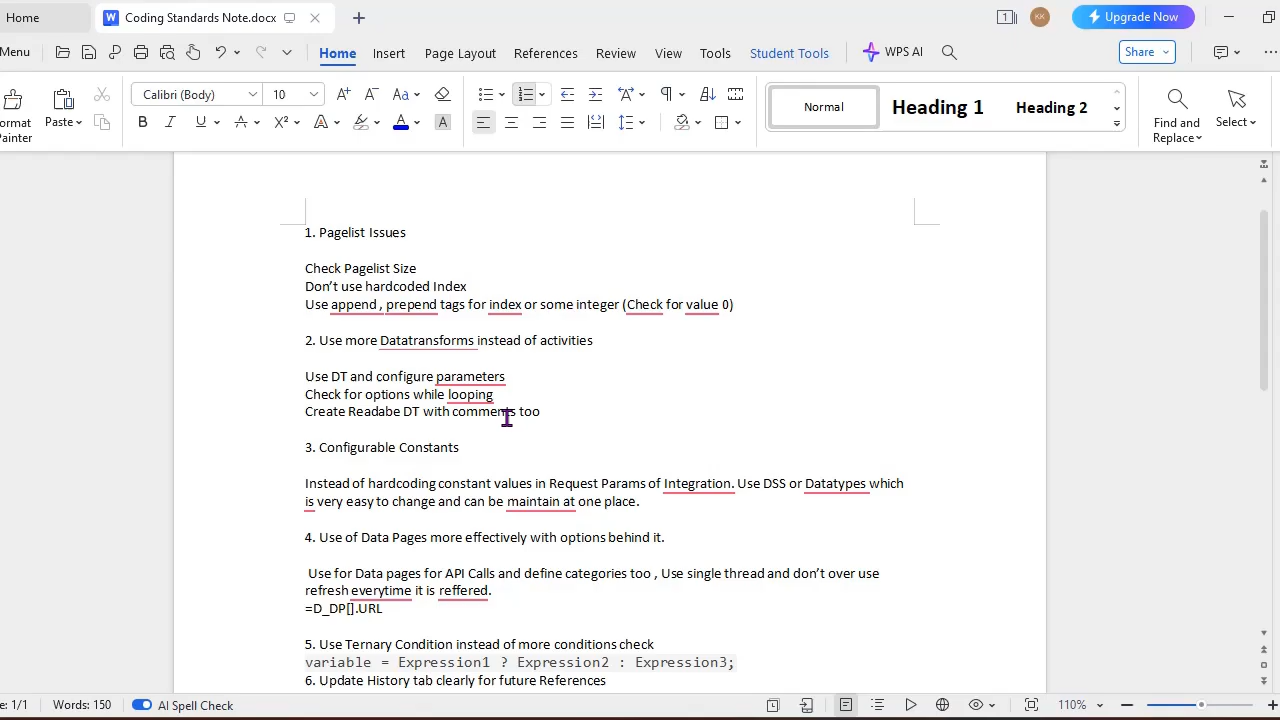 Home
Coding Standards Note.docx
1
KK
Upgrade Now
Menu
Home
Insert
Page Layout
References
Review
View
Tools
Student Tools
WPS AI
Share
ormat
Painter
Paste
Calibri (Body)
10
Normal
Heading 1
Heading 2
Find and
Replace
Select
1. Pagelist Issues
Check Pagelist Size
Don’t use hardcoded Index
Use append , prepend tags for index or some integer (Check for value 0)
2. Use more Datatransforms instead of activities
Use DT and configure parameters
Check for options while looping
Create Readabe DT with comments too
3. Configurable Constants
Instead of hardcoding constant values in Request Params of Integration. Use DSS or Datatypes which
is very easy to change and can be maintain at one place.
4. Use of Data Pages more effectively with options behind it.
Use for Data pages for API Calls and define categories too , Use single thread and don’t over use
refresh everytime it is reffered.
=D_DP[].URL
5. Use Ternary Condition instead of more conditions check
variable = Expression1 ? Expression2 : Expression3;
6. Update History tab clearly for future References
e: 1/1
Words: 150
AI Spell Check
110%